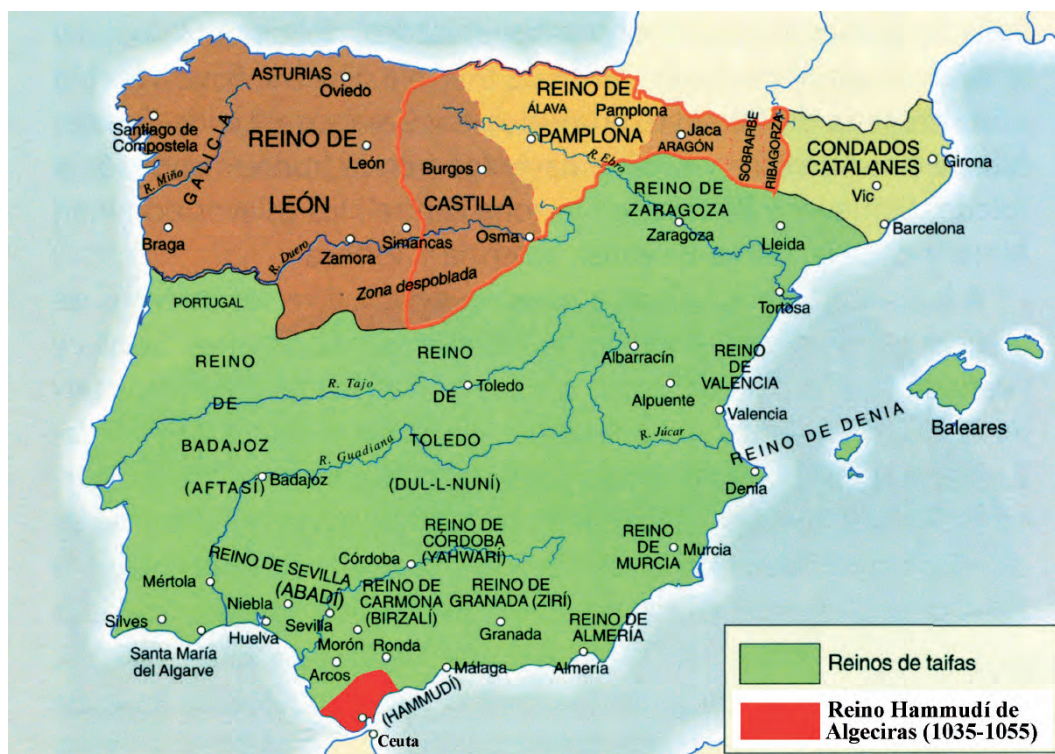 ASTURIAS
Oviedo
Santiago de
Compostela
GALICIA
R. Miño
REINO DE
LEÓN
León
Braga
R. Duero
Zamora
Simancas
Burgos
CASTILLA
Osma
Zona despoblada
REINO DE
ÁLAVA
Pamplona
PAMPLONA
R. Ebro
Jaca
ARAGÓN
SOBRARBE
RIBAGORZA
CONDADOS
CATALANES
Girona
Vic
Barcelona
REINO DE
ZARAGOZA
Zaragoza
Lleida
Tortosa
PORTUGAL
REINO
DE
BADAJOZ
(AFTASÍ)
Badajoz
R. Tajo
R. Guadiana
REINO
DE
Toledo
TOLEDO
(DUL-L-NUNÍ)
Albarracín
Alpuente
REINO
DE
VALENCIA
Valencia
R. Júcar
REINO DE DENIA
Denia
Baleares
REINO DE
CÓRDOBA
(YAHWARÍ)
Córdoba
REINO
DE
MURCIA
Murcia
REINO DE SEVILLA
(ABADÍ)
Mértola
Niebla
Silves
Huelva
Sevilla
Santa María
del Algarve
REINO DE
CARMONA
(BIRZALÍ)
Morón
Ronda
Arcos
REINO DE
GRANADA (ZIRÍ)
Granada
REINO DE
ALMERÍA
Almería
Málaga
(HAMMUDÍ)
Ceuta
Reinos de taifas
Reino Hammudí de
Algeciras (1035-1055)